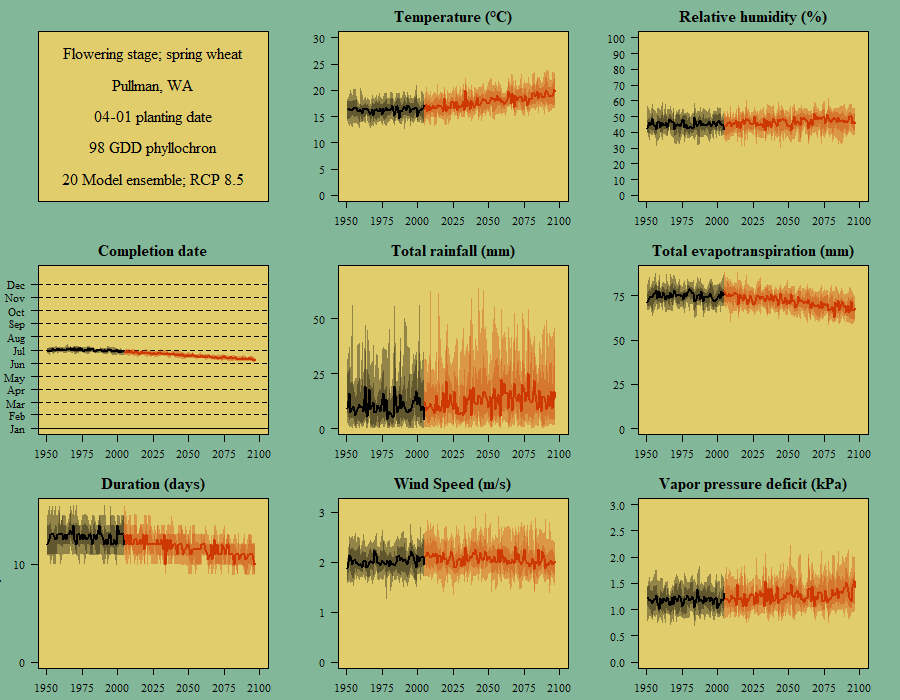 Flowering stage; spring wheat
Pullman, WA
04-01 planting date
98 GDD phyllochron
20 Model ensemble; RCP 8.5
Temperature (°C)
30
25
20
15
10
5
0
1950 1975 2000 2025 2050 2075 2100
Relative humidity (%)
100
90
80
70
60
50
40
30
20
10
0
1950 1975 2000 2025 2050 2075 2100
Completion date
Dec
Nov
Oct
Sep
Aug
Jul
Jun
May
Apr
Mar
Feb
Jan
1950 1975 2000 2025 2050 2075 2100
Total rainfall (mm)
50
25
0
1950 1975 2000 2025 2050 2075 2100
Total evapotranspiration (mm)
75
50
25
0
1950 1975 2000 2025 2050 2075 2100
Duration (days)
10
0
1950 1975 2000 2025 2050 2075 2100
Wind Speed (m/s)
3
2
1
0
1950 1975 2000 2025 2050 2075 2100
Vapor pressure deficit (kPa)
3.0
2.5
2.0
1.5
1.0
0.5
0.0
1950 1975 2000 2025 2050 2075 2100